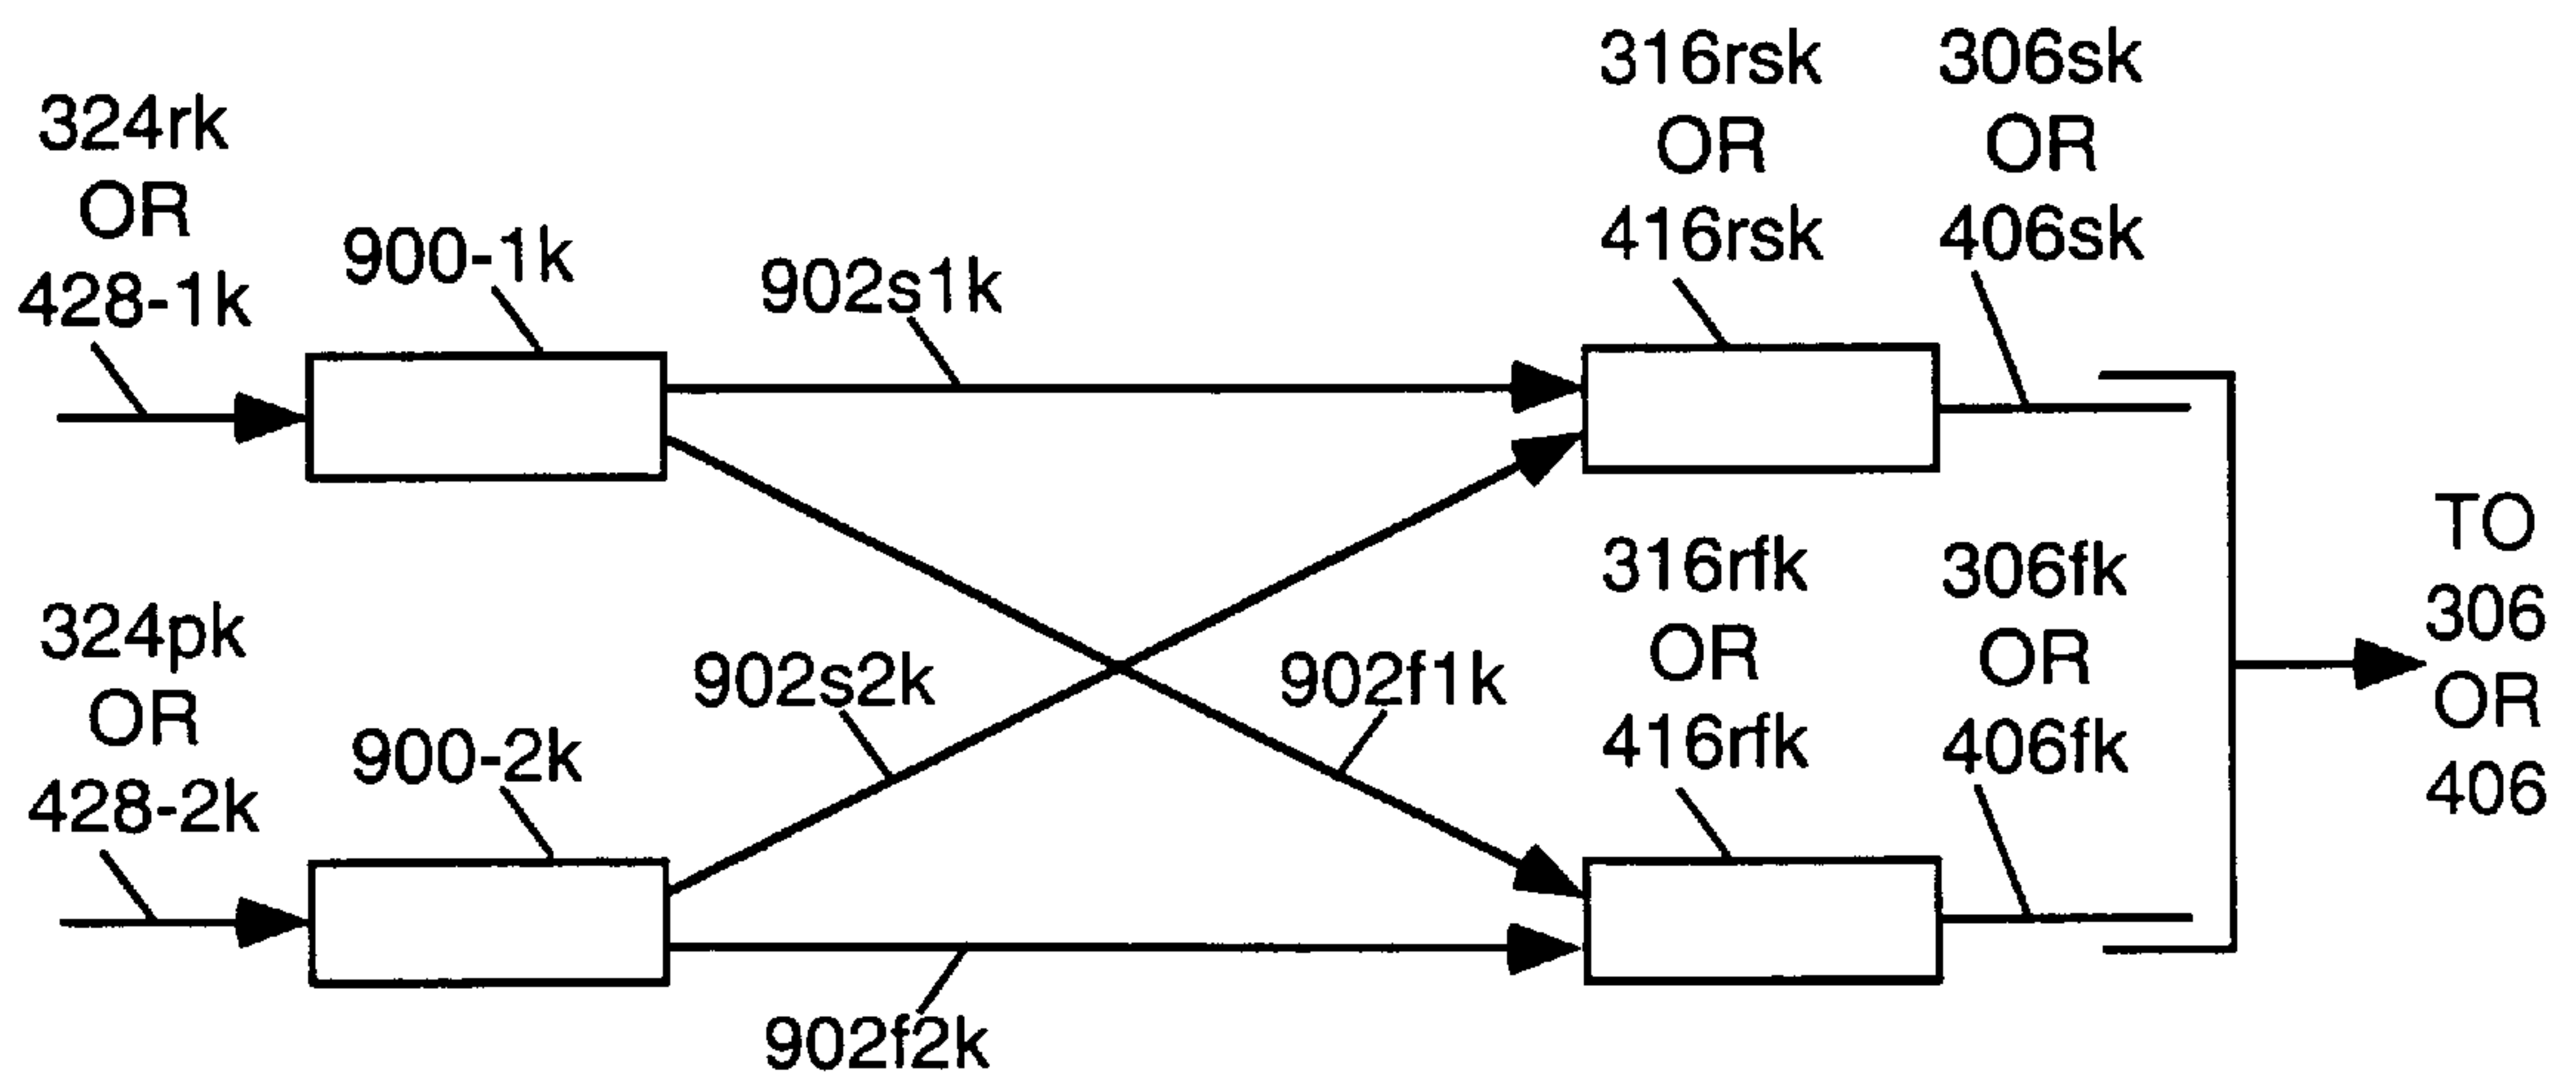 324rk
OR
428-1k
900-1k
902s1k
316rsk
OR
416rsk
306sk
OR
406sk
324pk
OR
428-2k
900-2k
902s2k
902f1k
902f2k
316rfk
OR
416rfk
306fk
OR
406fk
TO
306
OR
406